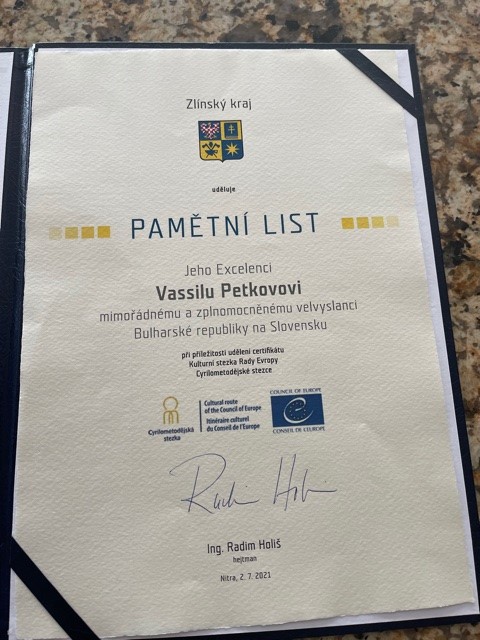 Zlínský kraj
uděluje
PAMĚTNÍ LIST
Jeho Excelenci
Vassilu Petkovovi
mimořádnému a zplnomocněnému velvyslanci
Bulharské republiky na Slovensku
při příležitosti udělení certifikátu
Kulturní stezka Rady Evropy
Cyrilometodějské stezce
Cyrilometodějská
stezka
Cultural route
of the Council of Europe
Itinéraire culturel
du Conseil de l'Europe
COUNCIL OF EUROPE
CONSEIL DE L'EUROPE
Radim Holiš
Ing. Radim Holiš
hejtman
Nitra, 2. 7. 2021